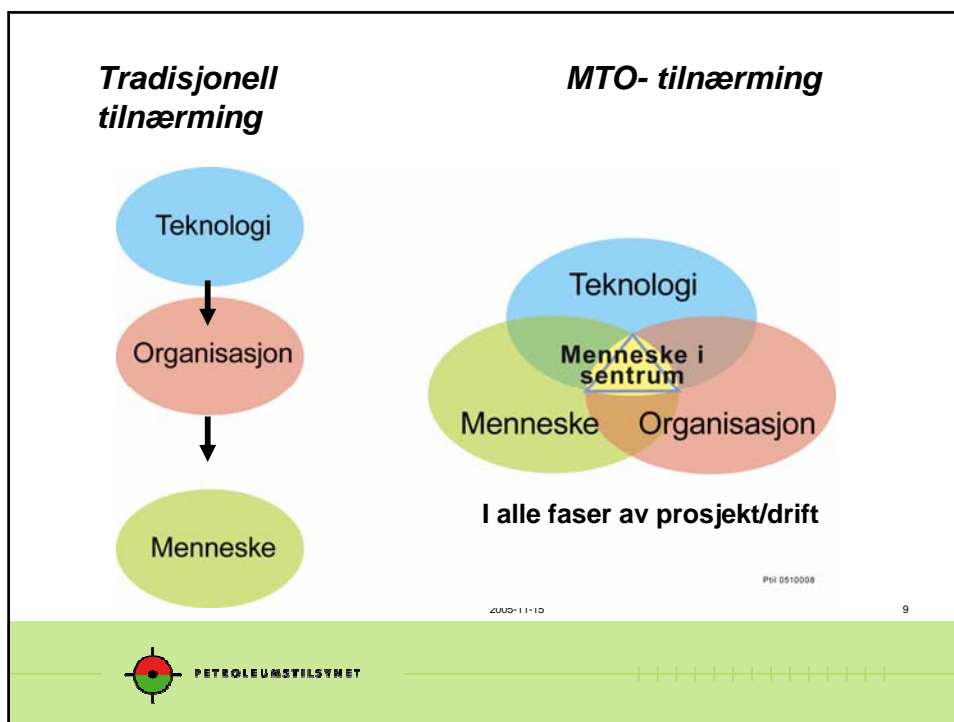 Tradisjonell
tilnærming
MTO- tilnærming
Teknologi
Organisasjon
Menneske
Teknologi
Menneske i
sentrum
Menneske
Organisasjon
I alle faser av prosjekt/drift
Ptil 0510008
2005-11-15
9
PETROLEUMSTILSYNET